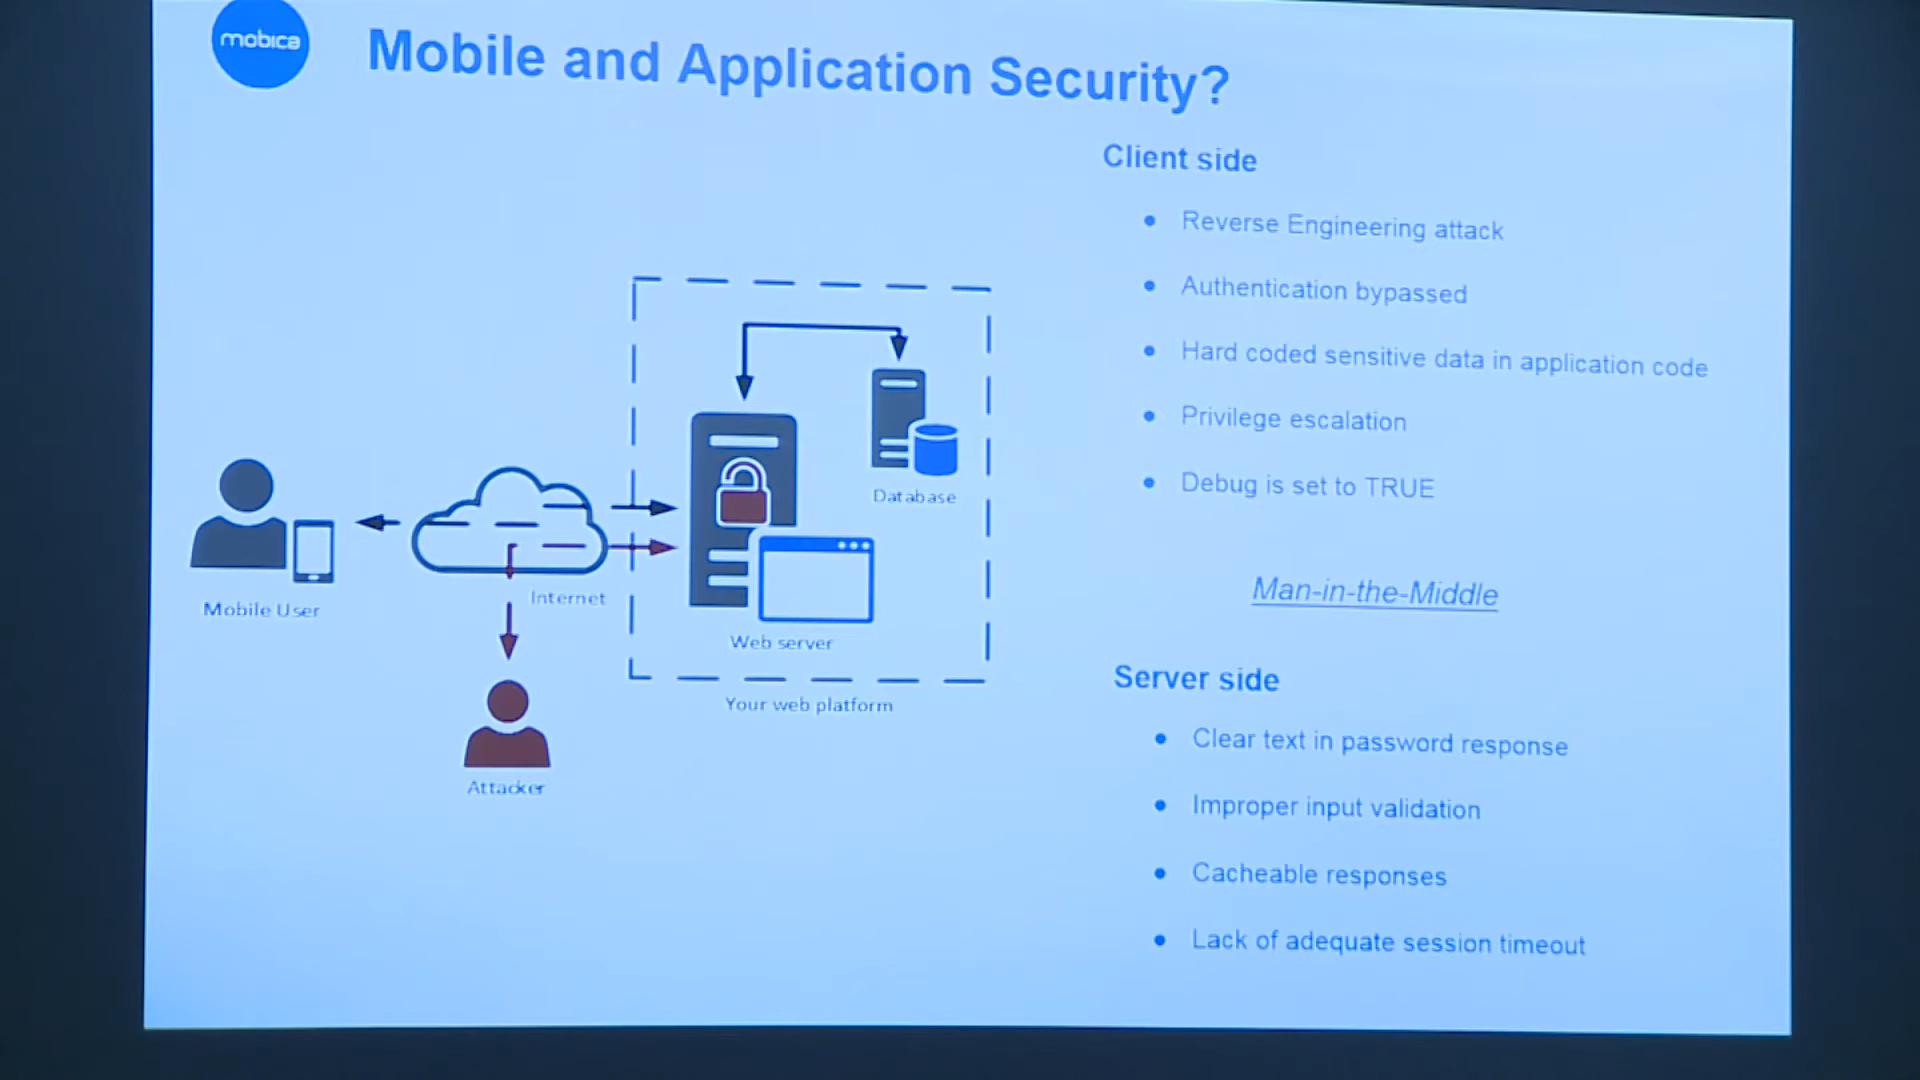 mobica
Mobile and Application Security?
Client side
Reverse Engineering attack
Authentication bypassed
Hard coded sensitive data in application code
Privilege escalation
Debug is set to TRUE
Man-in-the-Middle
Server side
Clear text in password response
Improper input validation
Cacheable responses
Lack of adequate session timeout
Mobile User
Internet
Attacker
Database
Web server
Your web platform